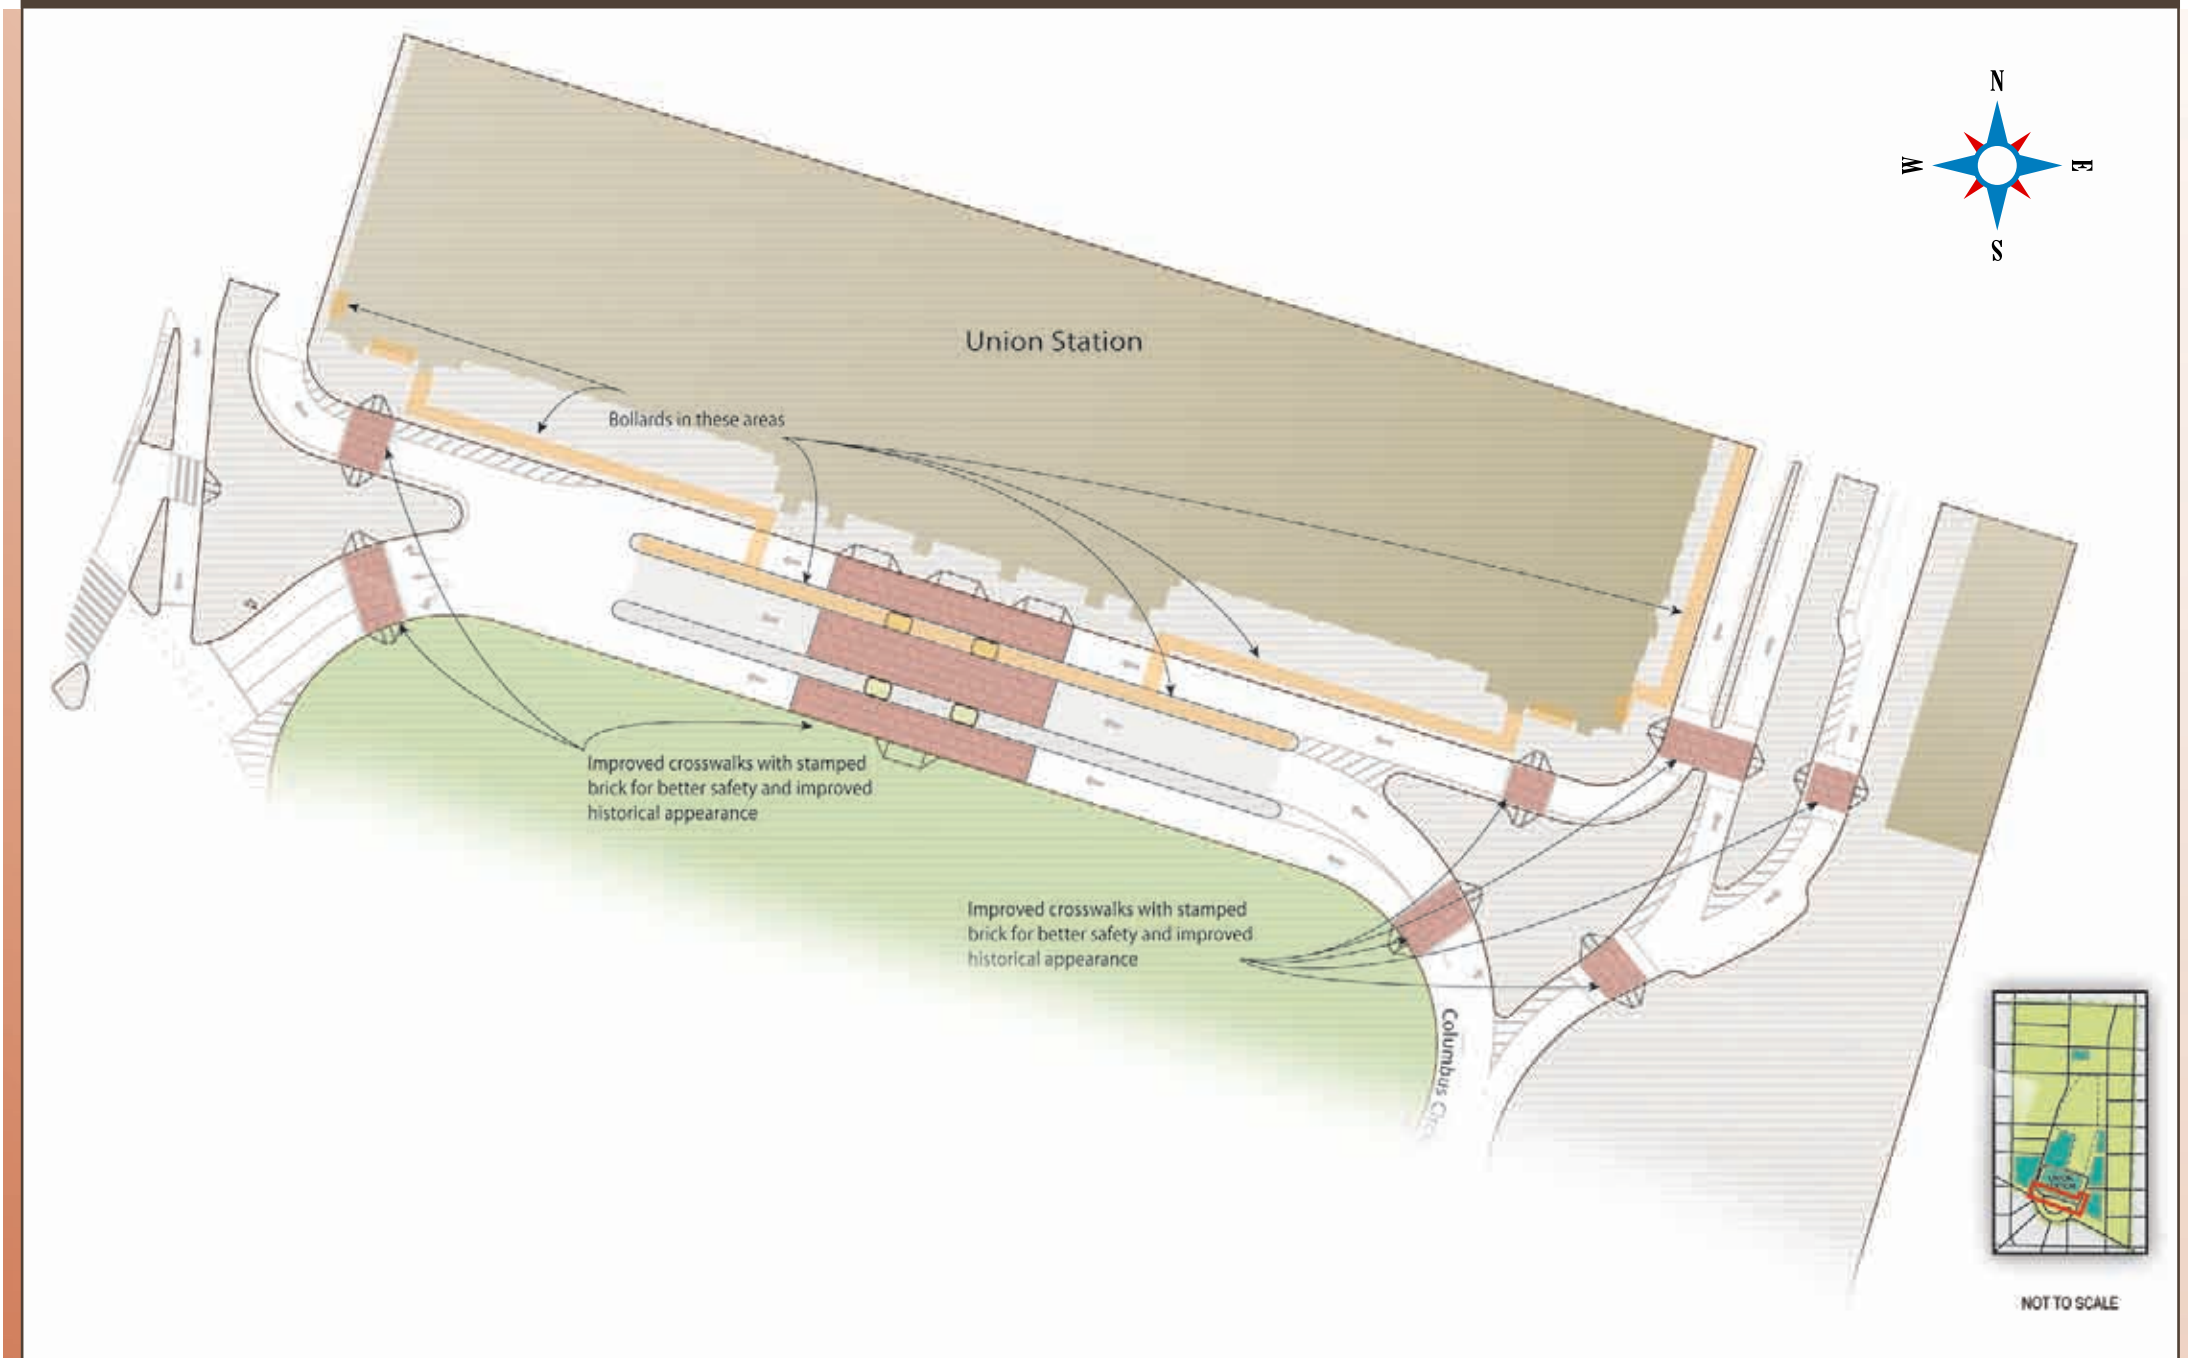 N
W
E
S
Union Station
Bollards in these areas
Improved crosswalks with stamped
brick for better safety and improved
historical appearance
Improved crosswalks with stamped
brick for better safety and improved
historical appearance
Columbus
UNION
NOT TO SCALE